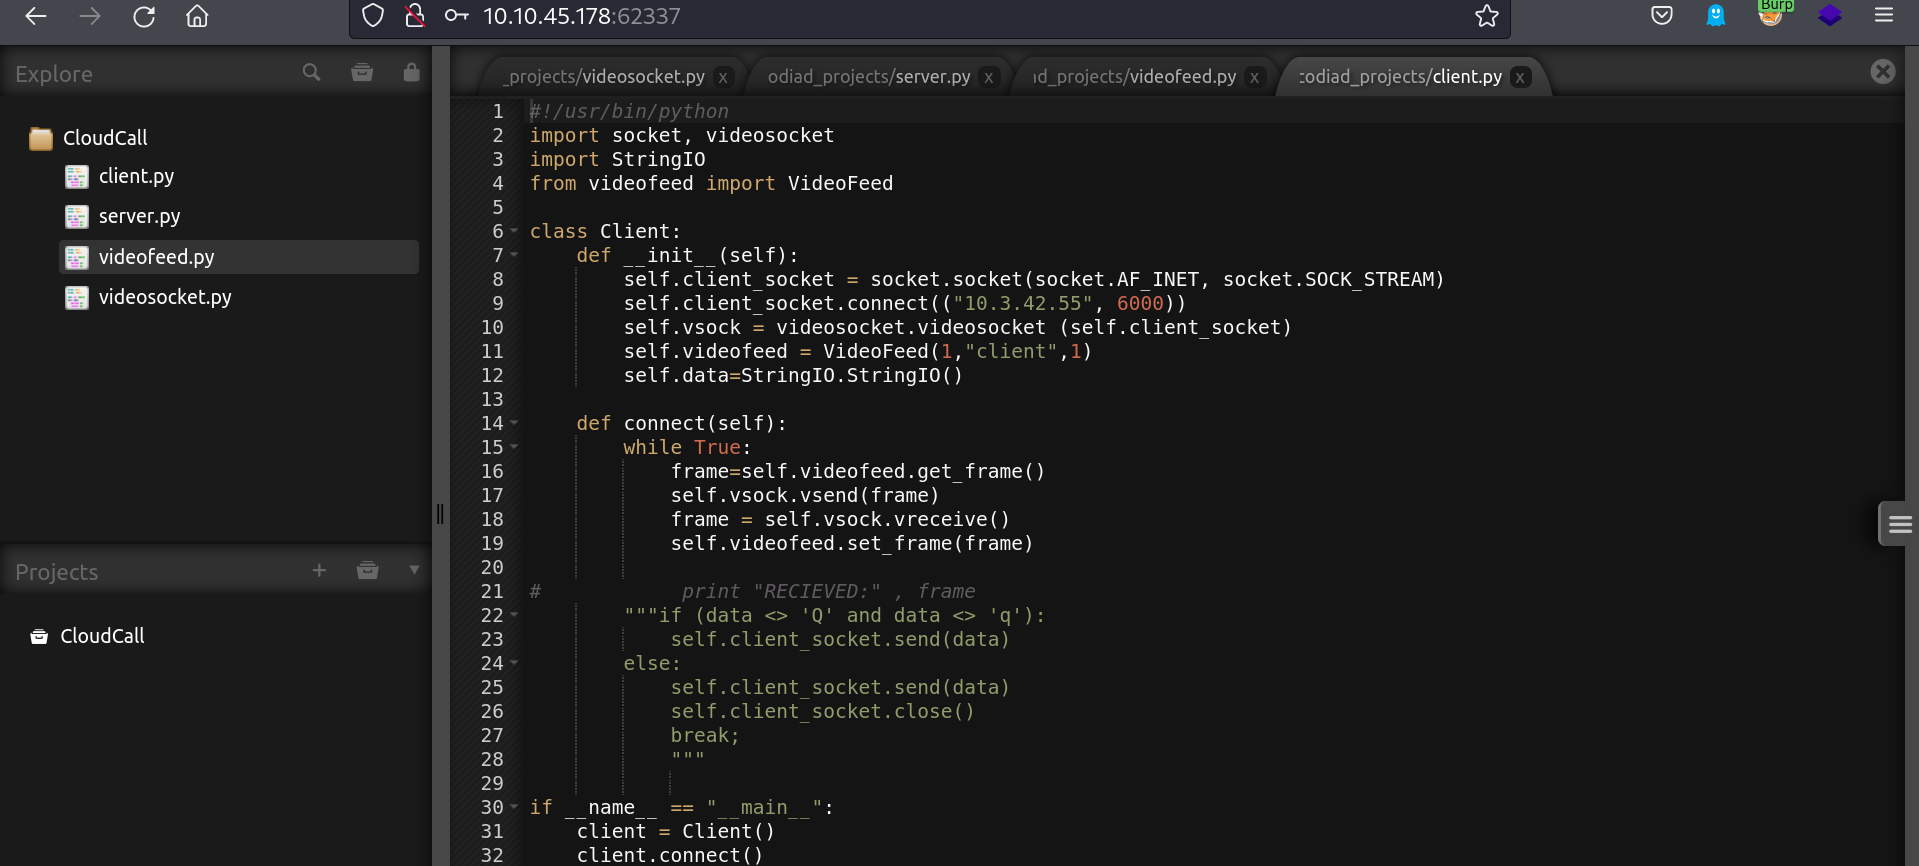 10.10.45.178:62337
Burp
Explore
_projects/videosocket.py x
odiad_projects/server.py x
d_projects/videofeed.py x
codiad_projects/client.py x
CloudCall
client.py
server.py
videofeed.py
videosocket.py
Projects
CloudCall
1 #!/usr/bin/python
2 import socket, videosocket
3 import StringIO
4 from videofeed import VideoFeed
5
6 class Client:
7     def __init__(self):
8         self.client_socket = socket.socket(socket.AF_INET, socket.SOCK_STREAM)
9         self.client_socket.connect(("10.3.42.55", 6000))
10         self.vsock = videosocket.videosocket (self.client_socket)
11         self.videofeed = VideoFeed(1,"client",1)
12         self.data=StringIO.StringIO()
13
14     def connect(self):
15         while True:
16             frame=self.videofeed.get_frame()
17             self.vsock.vsend(frame)
18             frame = self.vsock.vreceive()
19             self.videofeed.set_frame(frame)
20
21 #            print "RECIEVED:" , frame
22         """if (data <> 'Q' and data <> 'q'):
23             self.client_socket.send(data)
24         else:
25             self.client_socket.send(data)
26             self.client_socket.close()
27             break;
28             """
29
30 if __name__ == "__main__":
31     client = Client()
32     client.connect()